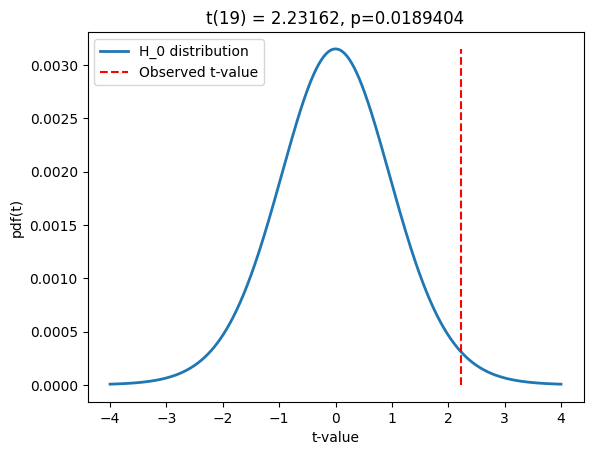 t(19) = 2.23162, p=0.0189404
H_0 distribution
Observed t-value
0.0030
0.0025
0.0020
0.0015
0.0010
0.0005
0.0000
pdf(t)
−4 −3 −2 −1 0 1 2 3 4
t-value